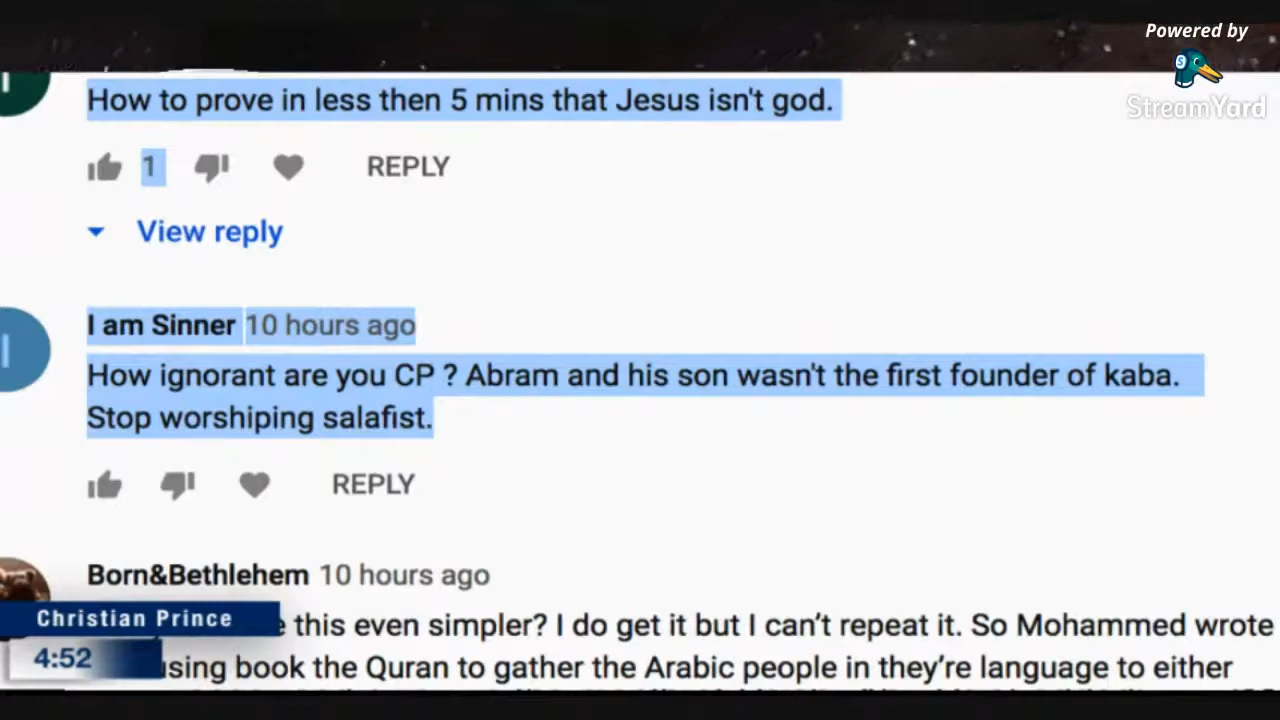 Powered by
StreamYard
How to prove in less then 5 mins that Jesus isn't god.
1
REPLY
View reply
I am Sinner 10 hours ago
How ignorant are you CP ? Abram and his son wasn't the first founder of kaba.
Stop worshiping salafist.
REPLY
Born&Bethlehem 10 hours ago
Christian Prince
this even simpler? I do get it but I can't repeat it. So Mohammed wrote
4:52
book the Quran to gather the Arabic people in they're language to either